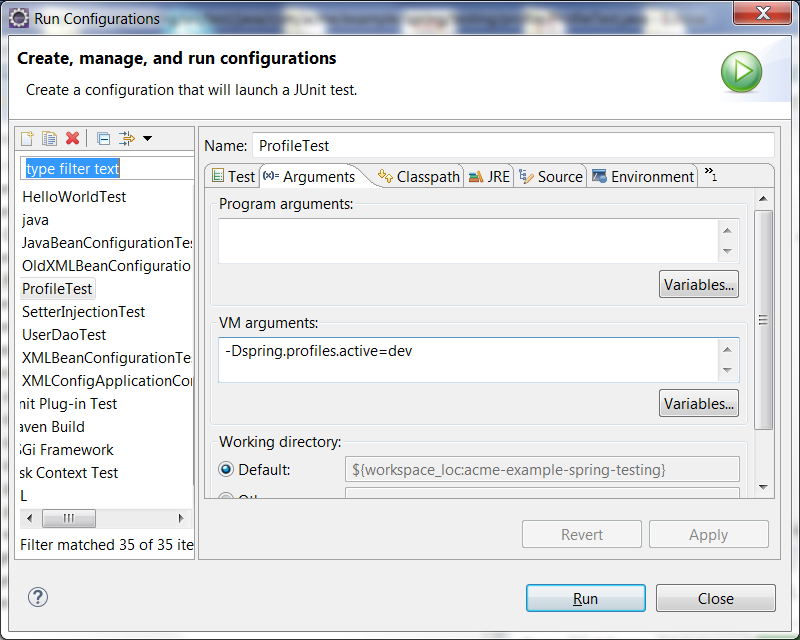 Run Configurations
Create, manage, and run configurations
Create a configuration that will launch a JUnit test.
type filter text
HelloWorldTest
java
JavaBeanConfigurationTes
OldXMLBeanConfiguratio
ProfileTest
SetterInjectionTest
UserDaoTest
XMLBeanConfigurationTes
XMLConfigApplicationCon
nit Plug-in Test
aven Build
Gi Framework
sk Context Test
L
Filter matched 35 of 35 ite
Name: ProfileTest
Test (x)= Arguments Classpath JRE Source Environment »1
Program arguments:
Variables...
VM arguments:
-Dspring.profiles.active=dev
Variables...
Working directory:
Default: ${workspace_loc:acme-example-spring-testing}
Revert Apply
Run Close